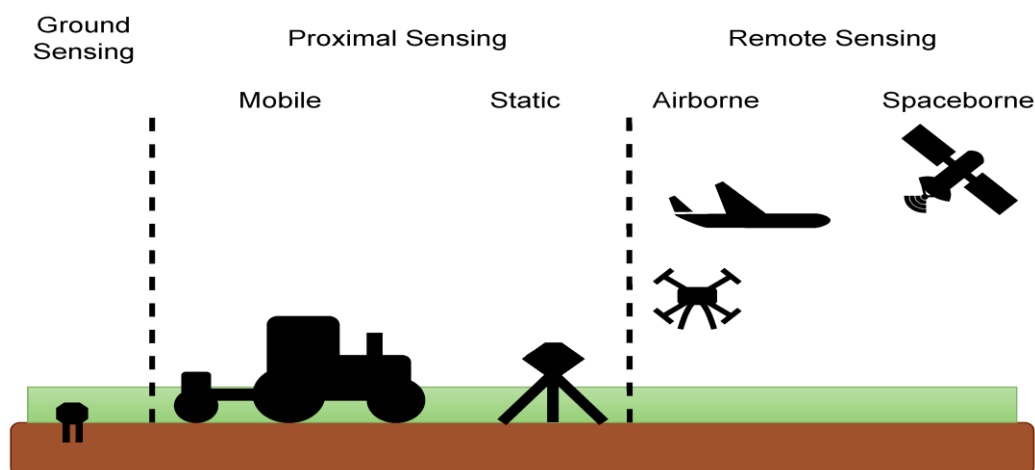 Ground
Sensing
Proximal Sensing
Remote Sensing
Mobile
Static
Airborne
Spaceborne